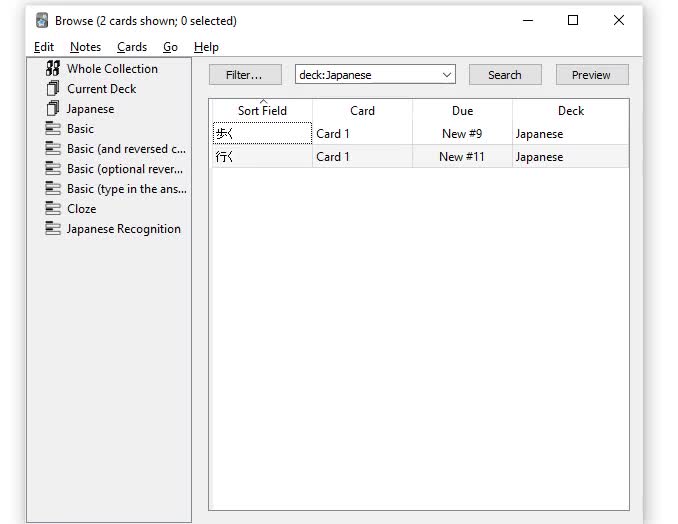 Browse (2 cards shown; 0 selected)
Edit Notes Cards Go Help
Whole Collection
Current Deck
Japanese
Basic
Basic (and reversed c...
Basic (optional rever...
Basic (type in the ans...
Cloze
Japanese Recognition
Filter... deck:Japanese Search Preview
Sort Field Card Due Deck
歩く Card 1 New #9 Japanese
行く Card 1 New #11 Japanese